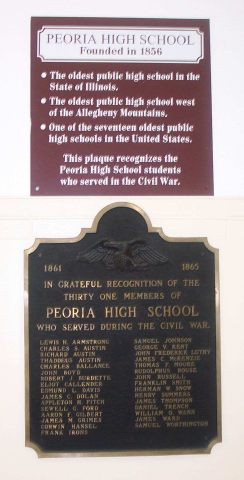 PEORIA HIGH SCHOOL
Founded in 1856
• The oldest public high school in the
State of Illinois.
• The oldest public high school west
of the Allegheny Mountains.
• One of the seventeen oldest public
high schools in the United States.
This plaque recognizes the
Peoria High School students
who served in the Civil War.
1861 1865
IN GRATEFUL RECOGNITION OF THE
THIRTY ONE MEMBERS OF
PEORIA HIGH SCHOOL
WHO SERVED DURING THE CIVIL WAR.
LEWIS H. ARMSTRONG
CHARLES S. AUSTIN
RICHARD AUSTIN
THADDEUS AUSTIN
CHARLES BALLANCE
JOHN BOYD
ROBERT J. BURDETTE
ELIOT CALLENDER
EDMUND L. DAVIS
JAMES C. DOLAN
APPLETON H. FITCH
SEWELL G. FORD
AARON F. GILBERT
JAMES M. GRIMES
CORWIN HANSEL
FRANK IRONS
SAMUEL JOHNSON
GEORGE V. KENT
JOHN FREDERKE LUTHY
JAMES E. McKENZIE
THOMAS F. MOORE
RUDOLPHUS ROUSE
JOHN RUSSELL
FRANKLIN SMITH
HERMAN W. SNOW
HENRY SUMMERS
JAMES THOMPSON
DANIEL TRENCH
WILLIAM O. WANN
JAMES WARD
SAMUEL WORTHINGTON